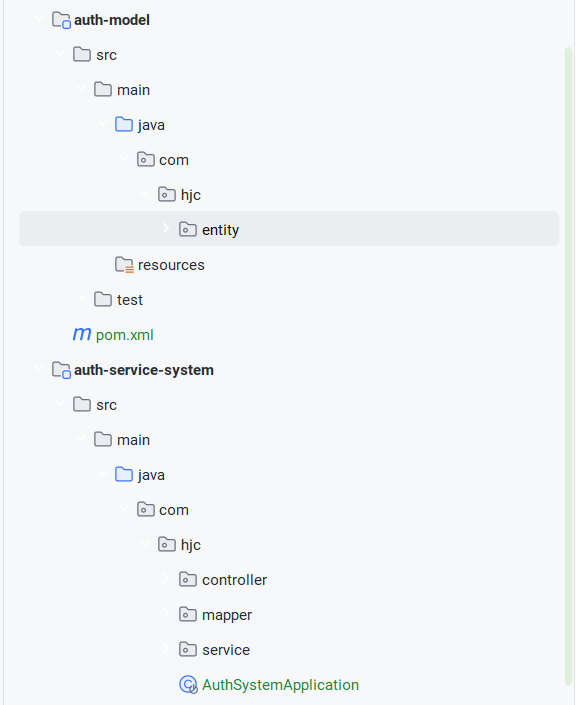 auth-model
src
main
java
com
hjc
entity
resources
test
m pom.xml
auth-service-system
src
main
java
com
hjc
controller
mapper
service
C AuthSystemApplication